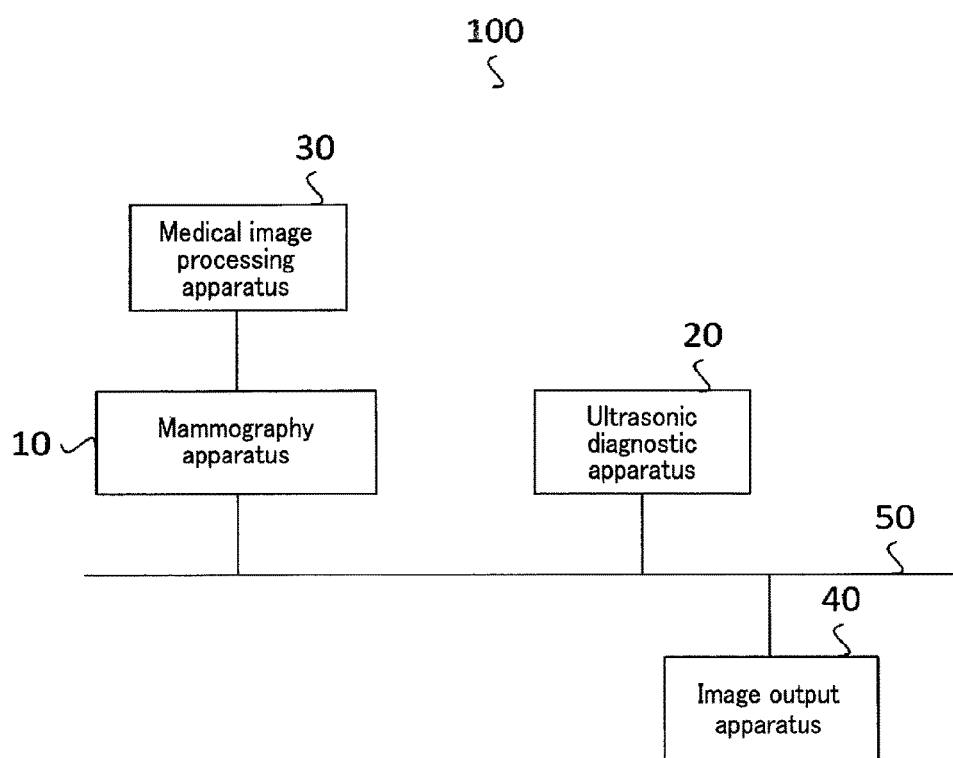 100
30
Medical image
processing
apparatus
20
10
Mammography
apparatus
Ultrasonic
diagnostic
apparatus
50
40
Image output
apparatus